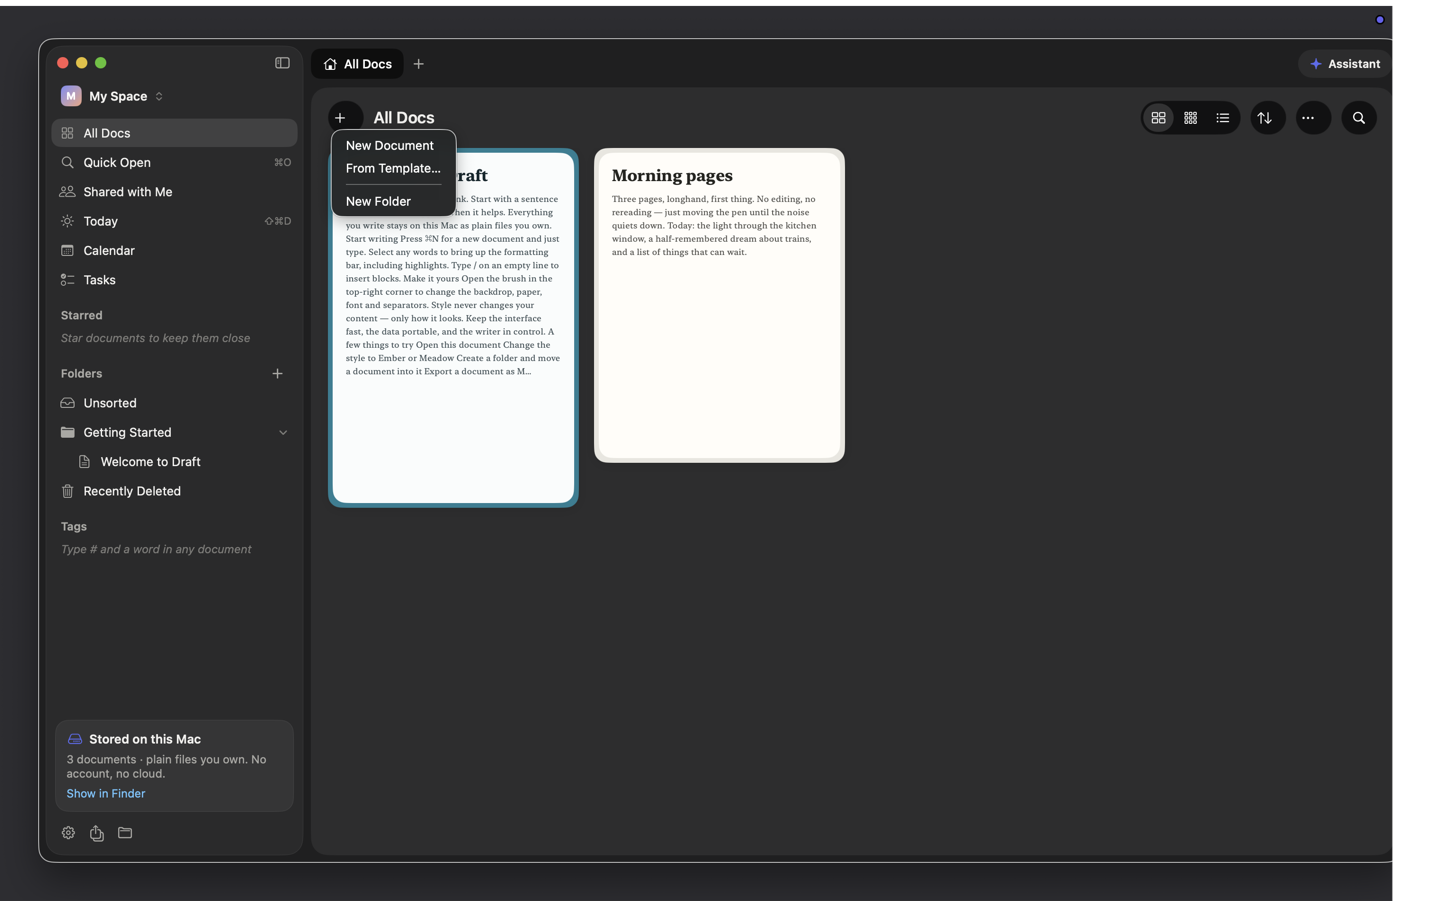 All Docs
Assistant
M My Space
All Docs
Quick Open ⌘O
Shared with Me
Today ⇧⌘D
Calendar
Tasks
Starred
Star documents to keep them close
Folders
Unsorted
Getting Started
Welcome to Draft
Recently Deleted
Tags
Type # and a word in any document
Stored on this Mac
3 documents · plain files you own. No
account, no cloud.
Show in Finder
All Docs
New Document
From Template...
New Folder
nk. Start with a sentence
hen it helps. Everything
you write stays on this Mac as plain files you own.
Start writing Press ⌘N for a new document and just
type. Select any words to bring up the formatting
bar, including highlights. Type / on an empty line to
insert blocks. Make it yours Open the brush in the
top-right corner to change the backdrop, paper,
font and separators. Style never changes your
content — only how it looks. Keep the interface
fast, the data portable, and the writer in control. A
few things to try Open this document Change the
style to Ember or Meadow Create a folder and move
a document into it Export a document as M...
Morning pages
Three pages, longhand, first thing. No editing, no
rereading — just moving the pen until the noise
quiets down. Today: the light through the kitchen
window, a half-remembered dream about trains,
and a list of things that can wait.